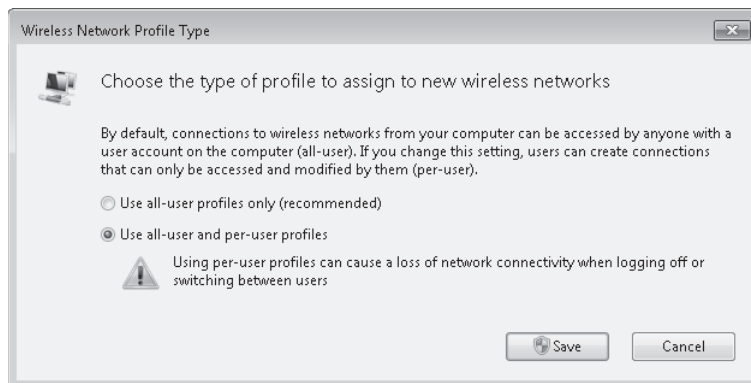 Wireless Network Profile Type
Choose the type of profile to assign to new wireless networks
By default, connections to wireless networks from your computer can be accessed by anyone with a
user account on the computer (all-user). If you change this setting, users can create connections
that can only be accessed and modified by them (per-user).
Use all-user profiles only (recommended)
Use all-user and per-user profiles
Using per-user profiles can cause a loss of network connectivity when logging off or
switching between users
Save Cancel